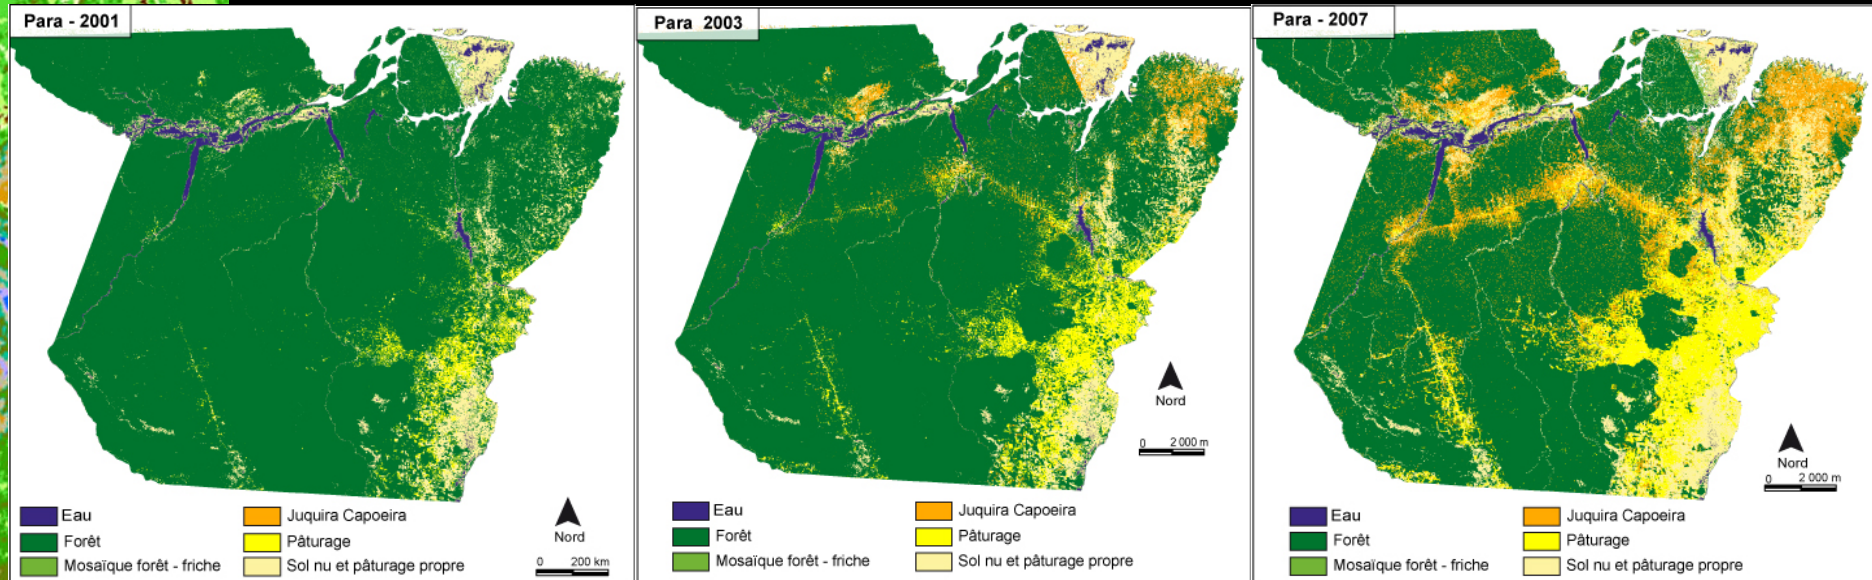 Para - 2001
Eau
Forêt
Mosaïque forêt - friche
Juquira Capoeira
Pâturage
Sol nu et pâturage propre
Nord
0 200 km
Para 2003
Eau
Forêt
Mosaïque forêt - friche
Juquira Capoeira
Pâturage
Sol nu et pâturage propre
Nord
0 2 000 m
Para - 2007
Eau
Forêt
Mosaïque forêt - friche
Juquira Capoeira
Pâturage
Sol nu et pâturage propre
Nord
0 2 000 m